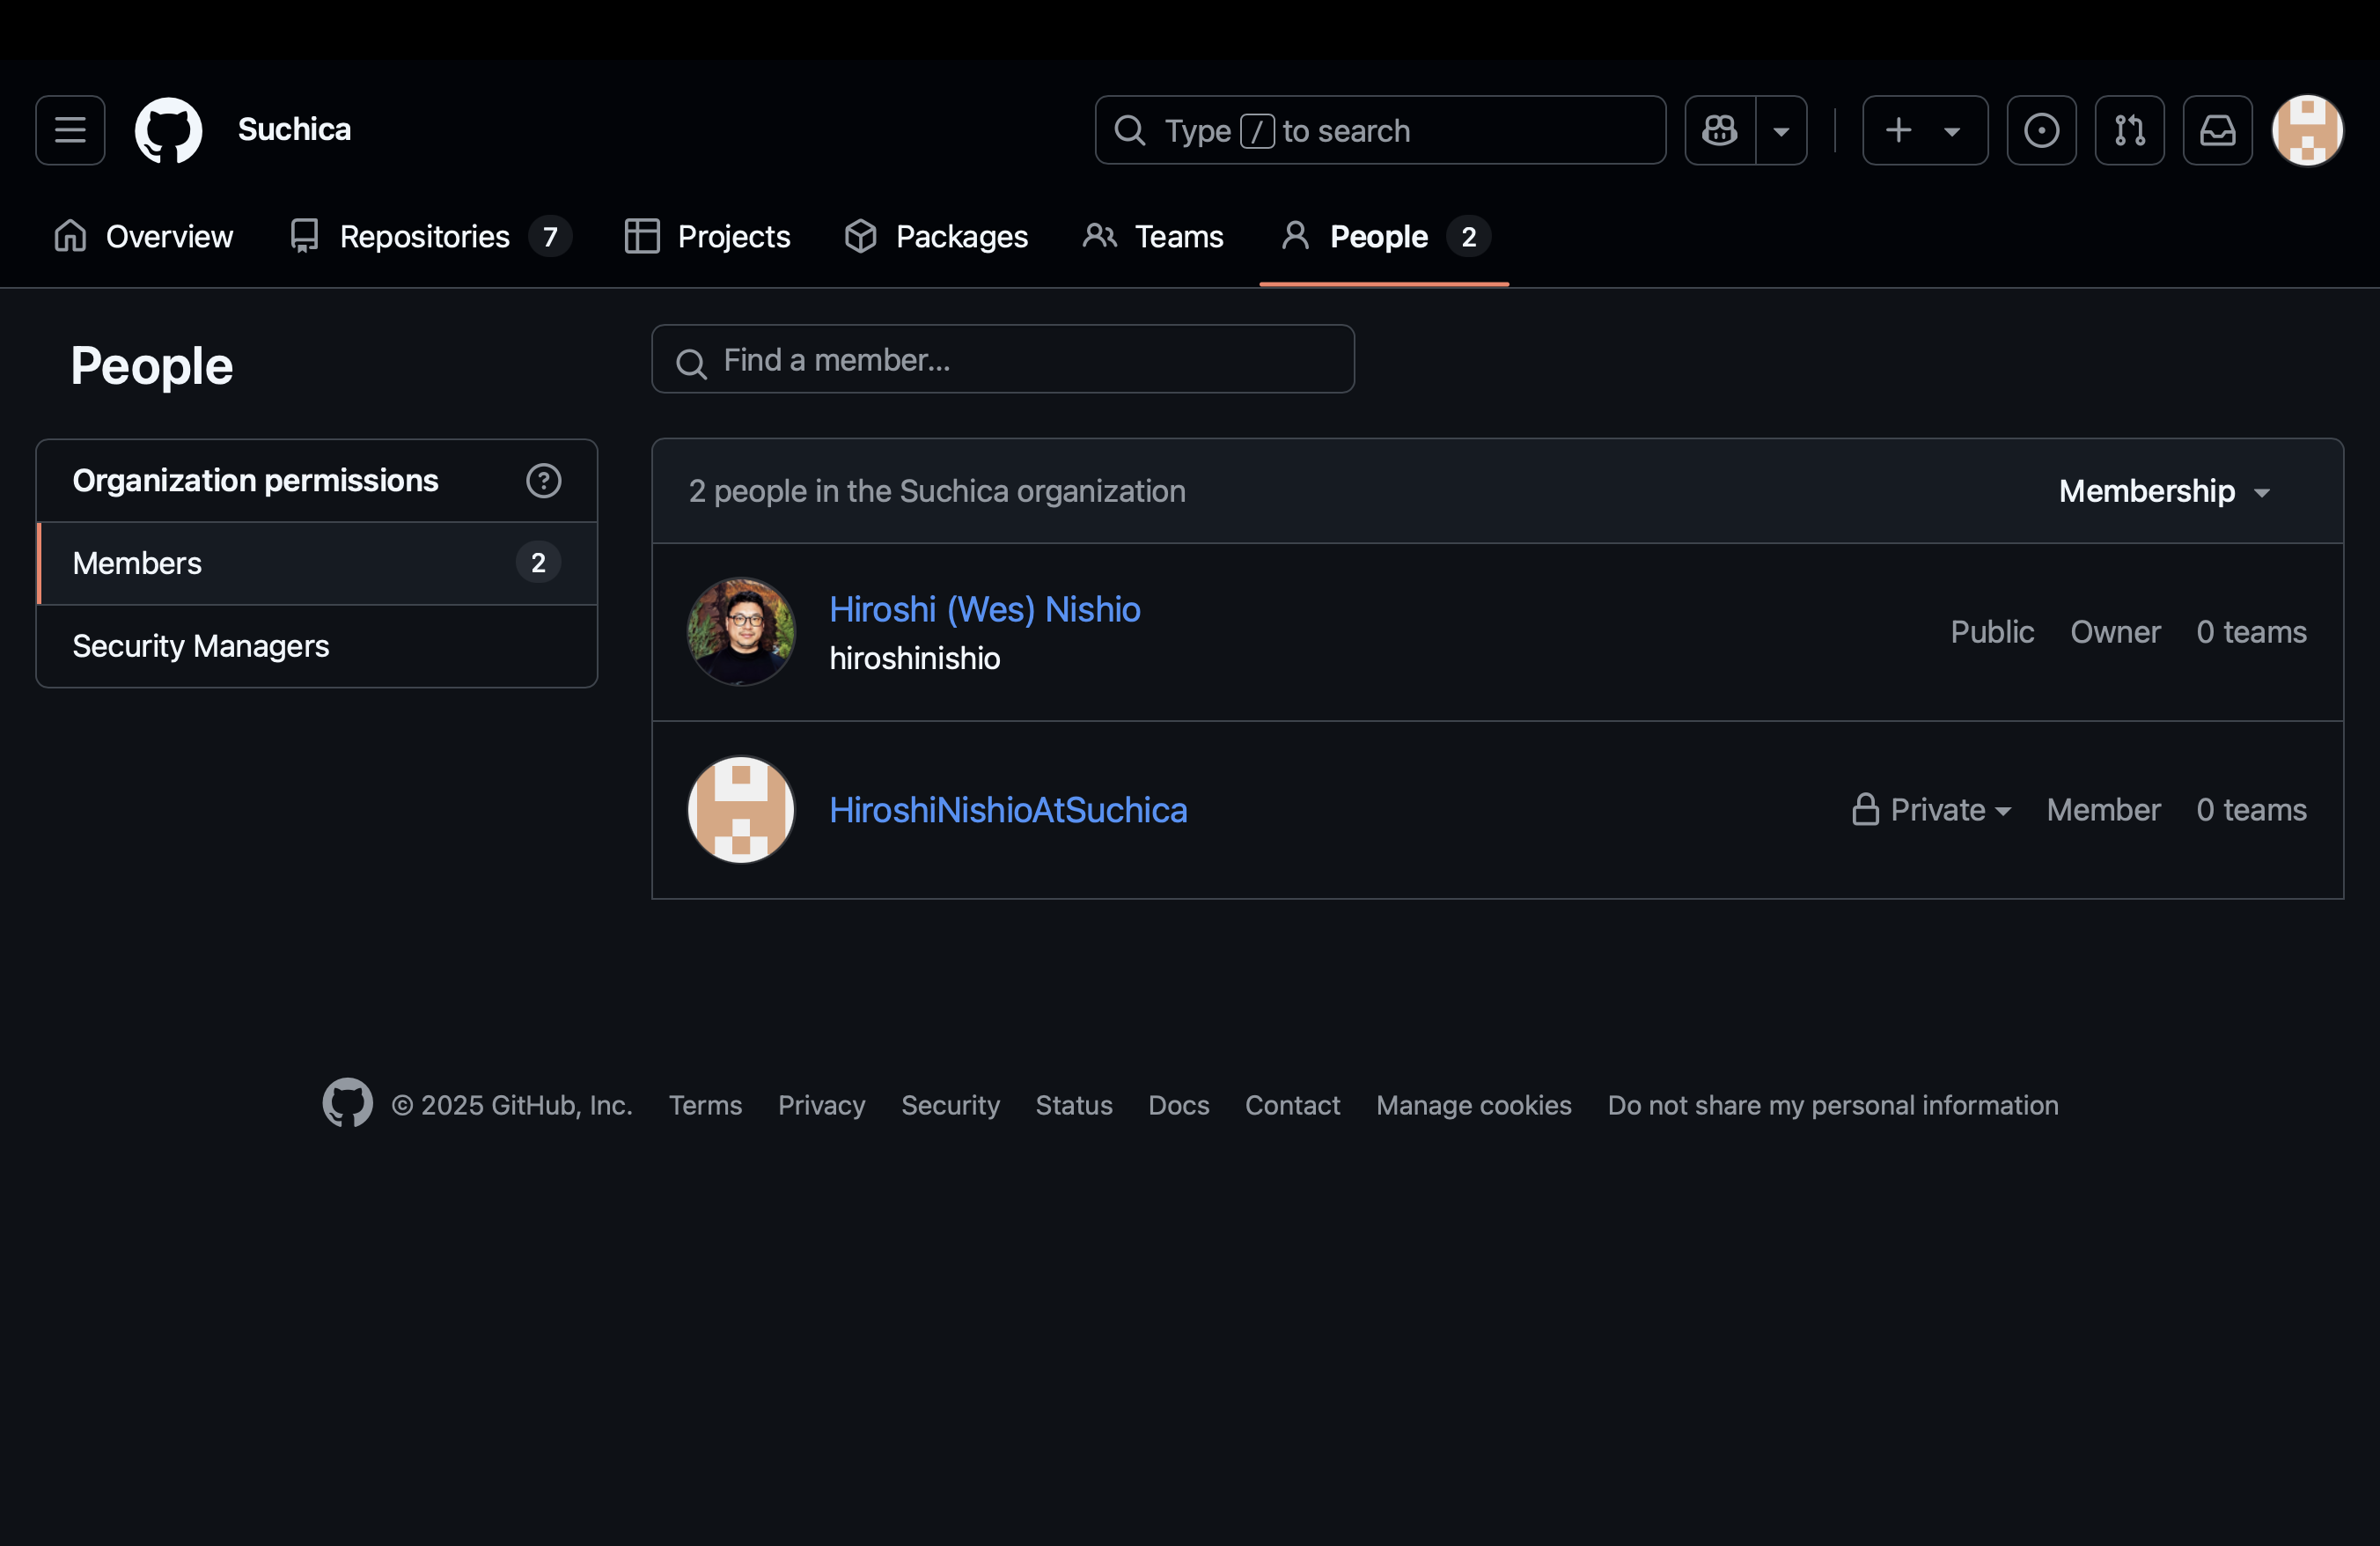 Suchica
Type / to search
Overview
Repositories 7
Projects
Packages
Teams
People 2
People
Find a member...
Organization permissions
Members 2
Security Managers
2 people in the Suchica organization
Membership
Hiroshi (Wes) Nishio
hiroshinishio
Public Owner 0 teams
HiroshiNishioAtSuchica
Private Member 0 teams
© 2025 GitHub, Inc. Terms Privacy Security Status Docs Contact Manage cookies Do not share my personal information